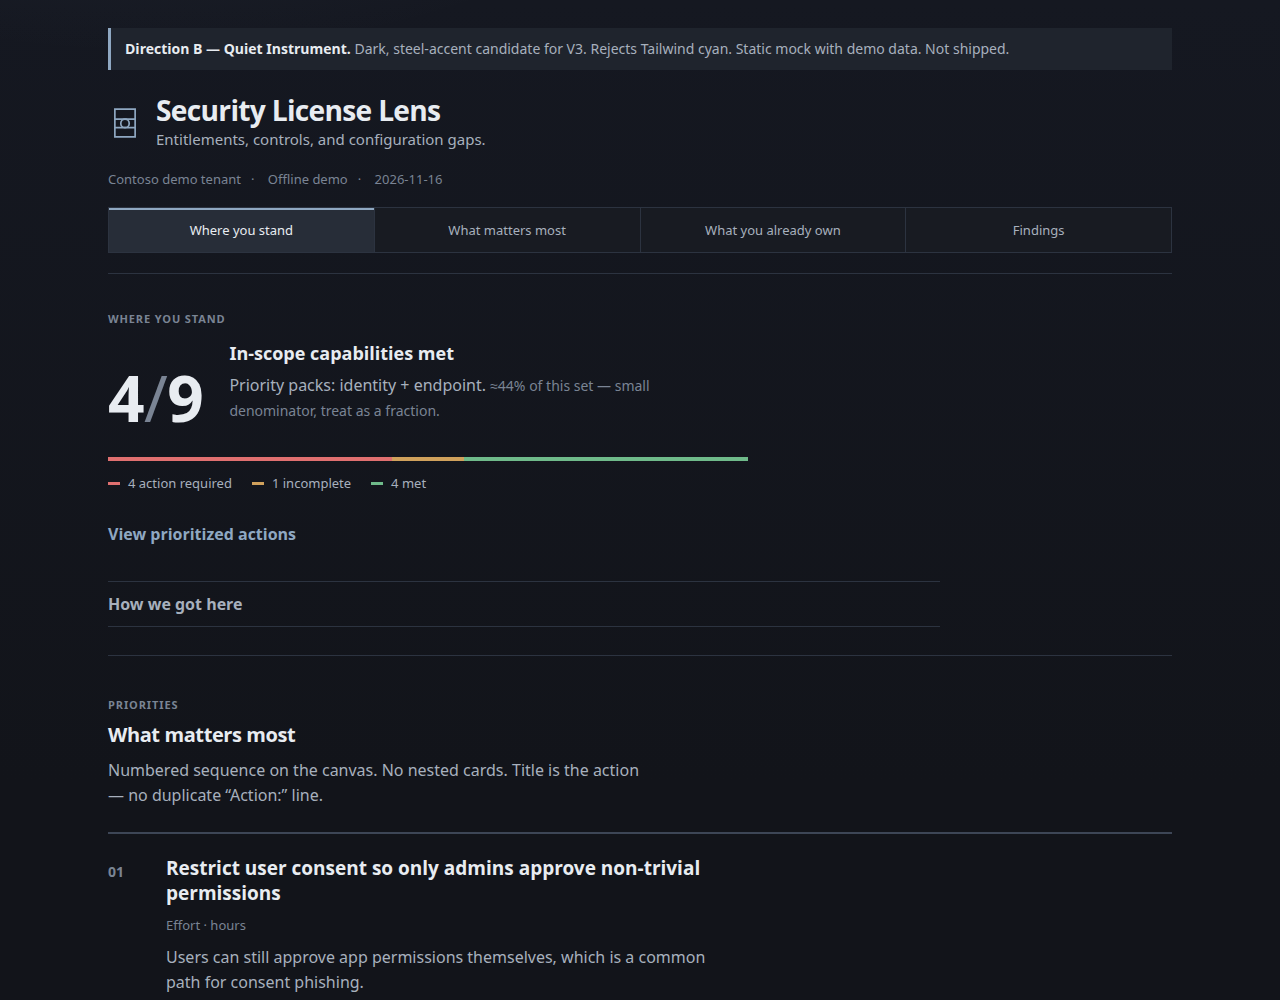 Direction B — Quiet Instrument. Dark, steel-accent candidate for V3. Rejects Tailwind cyan. Static mock with demo data. Not shipped.
Security License Lens
Entitlements, controls, and configuration gaps.
Contoso demo tenant · Offline demo · 2026-11-16
Where you stand
What matters most
What you already own
Findings
WHERE YOU STAND
4/9
In-scope capabilities met
Priority packs: identity + endpoint. ≈44% of this set — small
denominator, treat as a fraction.
4 action required
1 incomplete
4 met
View prioritized actions
How we got here
PRIORITIES
What matters most
Numbered sequence on the canvas. No nested cards. Title is the action
— no duplicate “Action:” line.
01
Restrict user consent so only admins approve non-trivial
permissions
Effort · hours
Users can still approve app permissions themselves, which is a common
path for consent phishing.